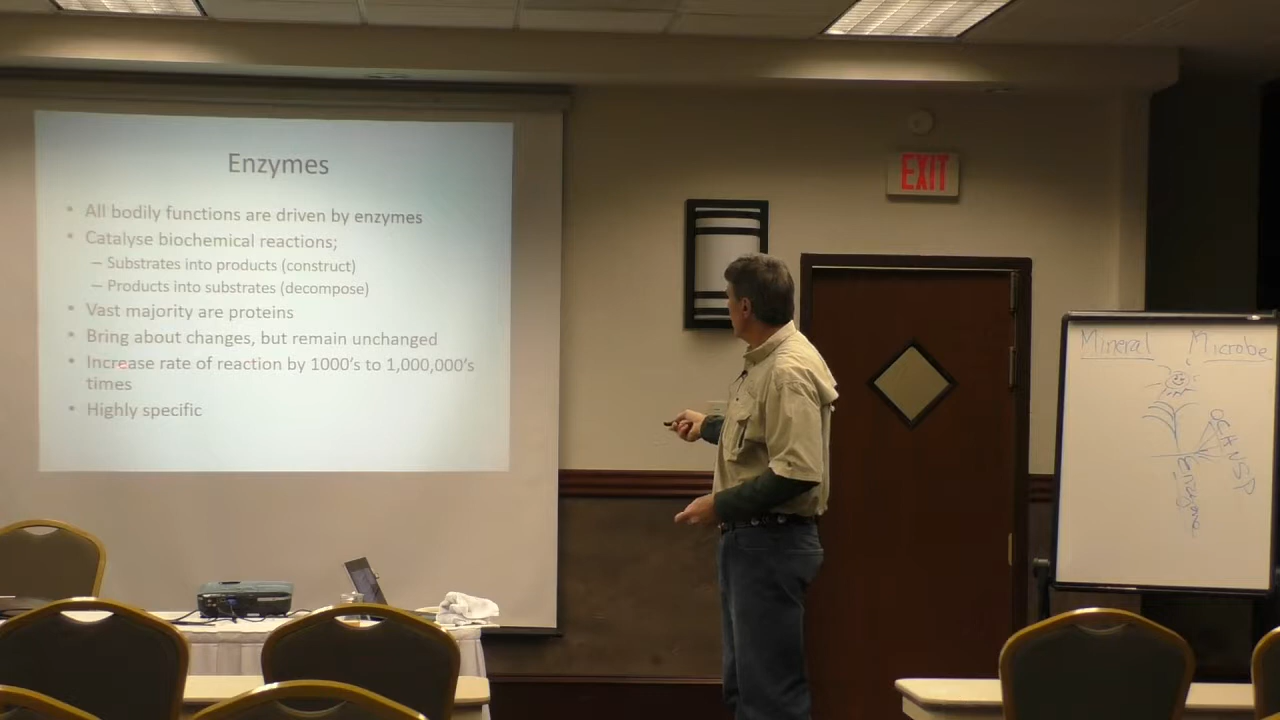 Enzymes
• All bodily functions are driven by enzymes
• Catalyse biochemical reactions;
– Substrates into products (construct)
– Products into substrates (decompose)
• Vast majority are proteins
• Bring about changes, but remain unchanged
• Increase rate of reaction by 1000's to 1,000,000's
times
• Highly specific
EXIT
Mineral Microbe